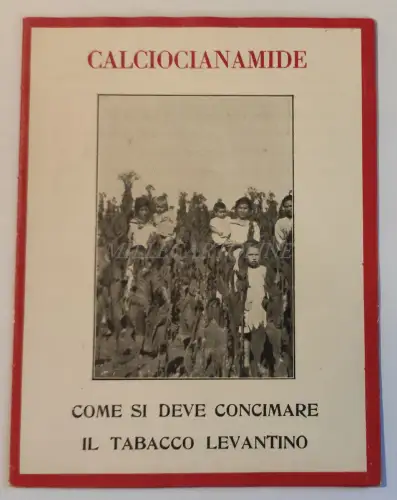 CALCIOCIANAMIDE
COME SI DEVE CONCIMARE
IL TABACCO LEVANTINO